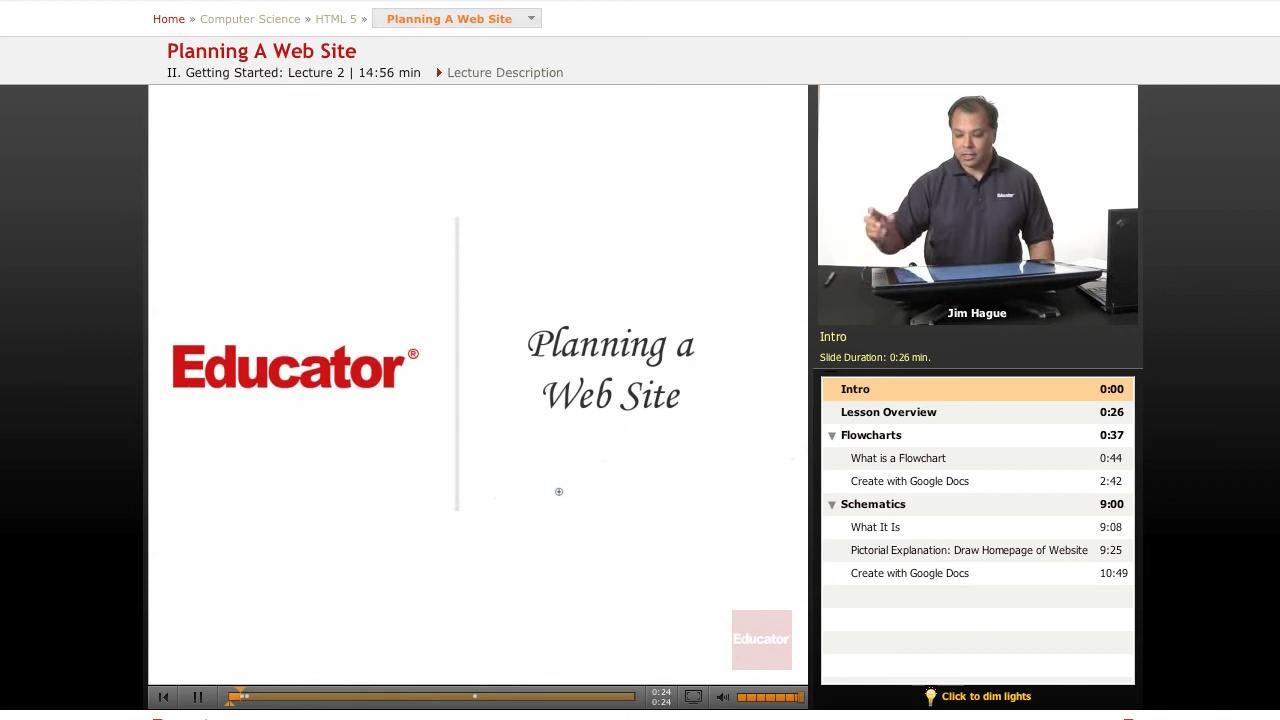 Home » Computer Science » HTML 5 » Planning A Web Site
Planning A Web Site
II. Getting Started: Lecture 2 | 14:56 min Lecture Description
Educator®
Planning a
Web Site
Educator
Educator
Jim Hague
Intro
Slide Duration: 0:26 min.
Intro 0:00
Lesson Overview 0:26
Flowcharts 0:37
What is a Flowchart 0:44
Create with Google Docs 2:42
Schematics 9:00
What It Is 9:08
Pictorial Explanation: Draw Homepage of Website 9:25
Create with Google Docs 10:49
0:24
0:24
Click to dim lights